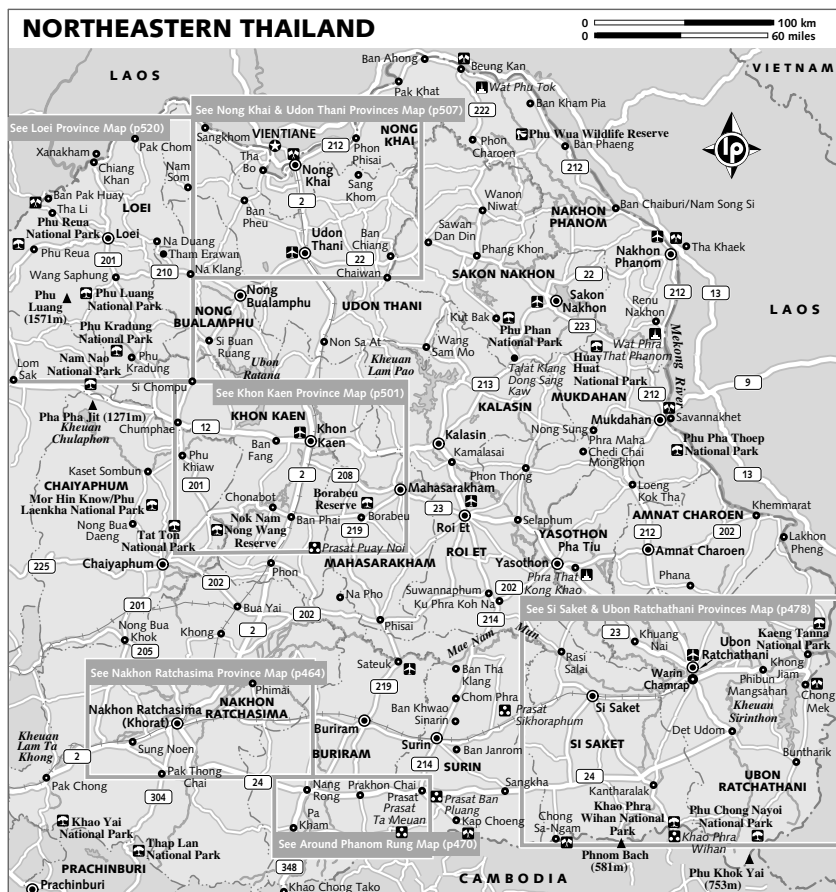 NORTHEASTERN THAILAND
0 100 km
0 60 miles
LAOS
VIETNAM
Ban Ahong
Beung Kan
Wat Phu Tok
Pak Khat
222
Ban Kham Pia
See Nong Khai & Udon Thani Provinces Map (p507)
See Loei Province Map (p520)
Phu Wua Wildlife Reserve
Sangkhom
VIENTIANE
212
NONG
KHAI
Pak Chom
Xanakham
Chiang
Khan
Nam
Som
Tha
Bo
Nong
Khai
Phon
Phisai
Phon
Charoen
Ban Phaeng
212
Sang
Khom
lp
Ban Pak Huay
Tha Li
LOEI
Ban
Pheu
2
Wanon
Niwat
NAKHON
PHANOM
Ban Chaiburi/Nam Song Si
Phu Reua
National Park
Loei
Udon
Thani
Ban
Chiang
Sawan
Dan Din
Phu Reua
Na Duang
Tham Erawan
201
22
Phang Khon
Nakhon
Phanom
Tha Khaek
Wang Saphung
210
Na Klang
Chaiwan
SAKON NAKHON
22
Phu
Luang
(1571m)
Phu Luang
National Park
Nong
Bualamphu
UDON THANI
Sakon
Nakhon
Renu
Nakhon
212
13
NONG
BUALAMPHU
Kut Bak
LAOS
Phu Kradung
National Park
Si Buan
Ruang
Non Sa At
Wang
Sam Mo
Phu Phan
National Park
223
Wat Phra
That Phanom
Mekong River
Nam Nao
National Park
Phu
Kradung
Ubon
Ratana
Kheuan
Lam Pao
Talat Klang
Dong Sang
Kaw
Huay
Huat
National Park
Lom
Sak
Si Chompu
See Khon Kaen Province Map (p501)
213
KALASIN
MUKDAHAN
212
9
Pha Pha Jit (1271m)
Kheuan
Chulaphon
Chumphae
12
KHON KAEN
Khon
Kaen
Mukdahan
Savannakhet
Ban
Fang
Kalasin
Nong Sung
Phra Maha
Chedi Chai
Mongkhon
Phu Pha Thoep
National Park
Phu
Khiaw
Kamalasai
Kaset Sombun
2
208
Phon Thong
CHAIYAPHUM
201
Mahasarakham
Loeng
Kok Tha
13
Mor Hin Know/Phu
Laenkha National Park
Chonabot
Borabeu
Reserve
23
Khemmarat
Nong Bua
Daeng
Nok Nam
Nong Wang
Reserve
Ban Phai
219
Borabeu
Roi Et
Selaphum
AMNAT CHAROEN
Tat Ton
National Park
YASOTHON
Pha Tiu
212
202
Prasat Puay Noi
ROI ET
Lakhon
Pheng
225
Chaiyaphum
MAHASARAKHAM
Yasothon
Amnat Charoen
Phon
Phra That
Kong Khao
Phana
202
Suwannaphum
202
Na Pho
Ku Phra Koh Na
201
Bua Yai
202
214
See Si Saket & Ubon Ratchathani Provinces Map (p478)
Nong Bua
Khok
Khong
2
Phisai
23
Khuang
Nai
Kaeng Tanna
National Park
205
Mae Nam Mun
Rasi
Salai
Ubon
Ratchathani
See Nakhon Ratchasima Province Map (p464)
Sateuk
Ban Tha
Klang
Warin
Chamrap
Khong
Jiam
Phimai
219
Chom Phra
Phibun
Mangsahan
NAKHON
RATCHASIMA
Ban Khwao
Sinarin
Prasat
Sikhoraphum
Si Saket
Kheuan
Sirinthon
Chong
Mek
Nakhon Ratchasima
(Khorat)
Buriram
Kheuan
Lam Ta
Khong
Sung Noen
Surin
Det Udom
BURIRAM
Ban Janrom
SI SAKET
2
214
SURIN
Buntharik
Pak Chong
Pak Thong
Chai
24
24
UBON
RATCHATHANI
304
Nang
Rong
Prakhon Chai
Prasat
Prasat Ban
Pluang
Sangkha
Kantharalak
Pa
Kham
Prasat
Ta Meuan
Kap Choeng
Chong
Sa-Ngam
Khao Phra
Wihan National
Park
Phu Chong Nayoi
National Park
Khao Yai
National Park
Thap Lan
National Park
See Around Phanom Rung Map (p470)
Khao Phra
Wihan
Phnom Bach
(581m)
PRACHINBURI
Prachinburi
348
Khao Chong Tako
CAMBODIA
Phu Khok Yai
(753m)